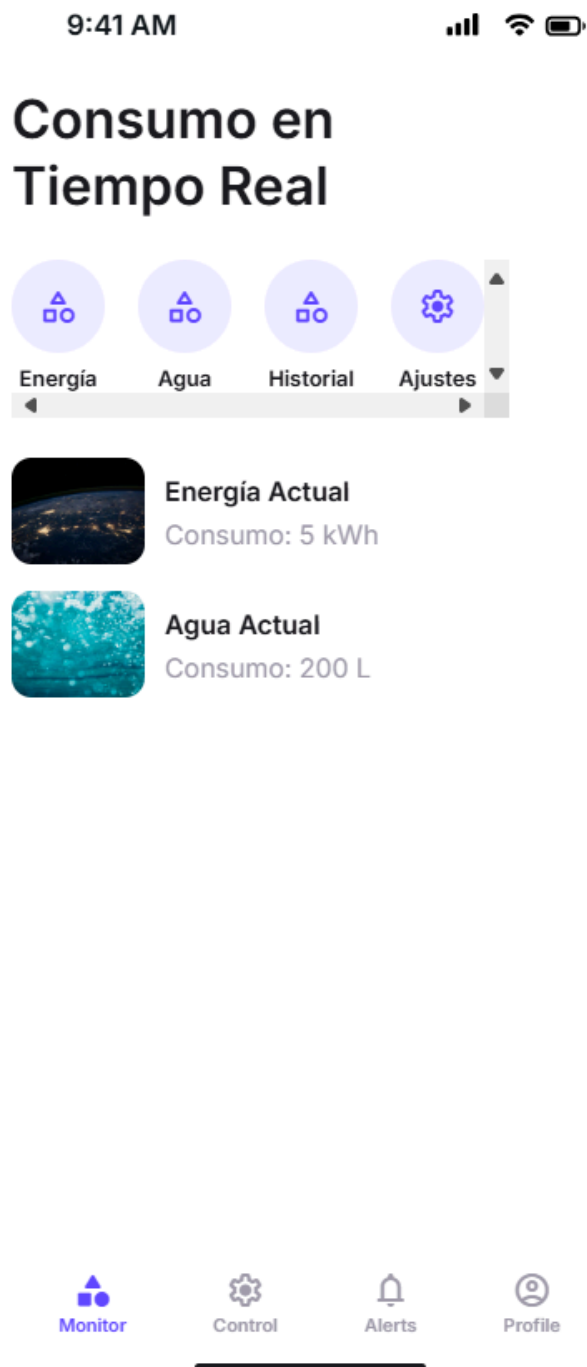 9:41 AM
Consumo en
Tiempo Real
Energía
Agua
Historial
Ajustes
Energía Actual
Consumo: 5 kWh
Agua Actual
Consumo: 200 L
Monitor
Control
Alerts
Profile